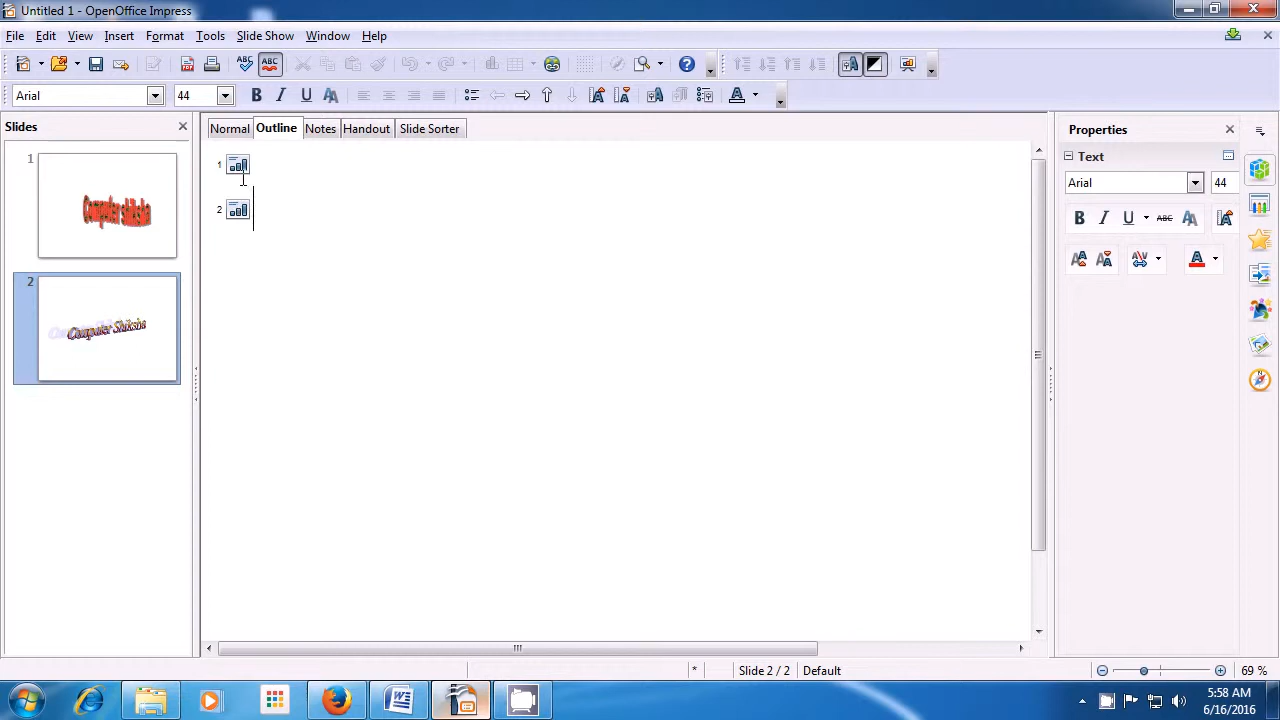 Untitled 1 - OpenOffice Impress
File Edit View Insert Format Tools Slide Show Window Help
Arial 44
Slides
Normal Outline Notes Handout Slide Sorter
Properties
1
Computer shiksha
2
Computer Shiksha
1
2
Text
Arial 44
Slide 2 / 2 Default 69 %
5:58 AM
6/16/2016